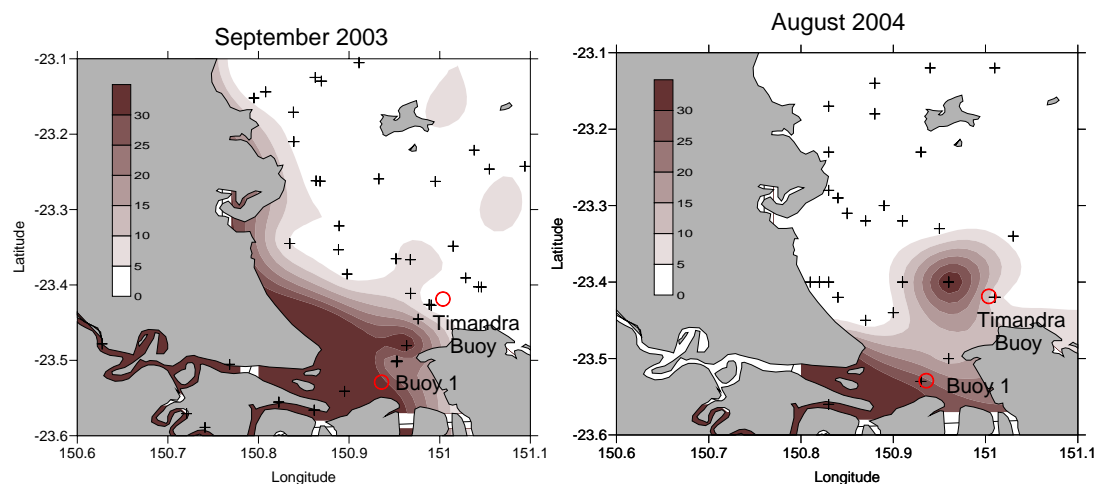 September 2003
-23.1
-23.2
-23.3
-23.4
-23.5
-23.6
Latitude
30
25
20
15
10
5
0
Timandra
Buoy
Buoy 1
150.6 150.7 150.8 150.9 151 151.1
Longitude
August 2004
-23.1
-23.2
-23.3
-23.4
-23.5
-23.6
Latitude
30
25
20
15
10
5
0
Timandra
Buoy
Buoy 1
150.6 150.7 150.8 150.9 151 151.1
Longitude